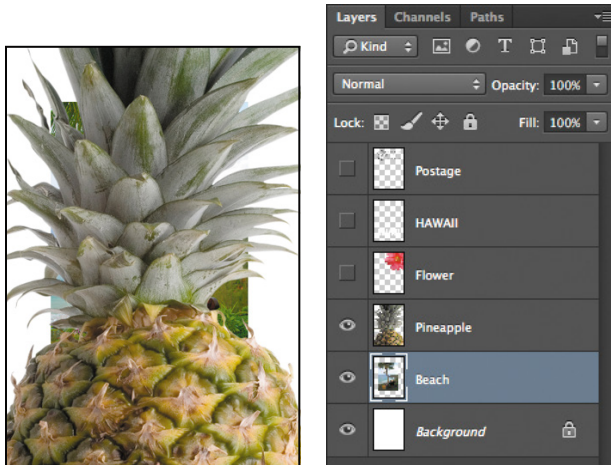 Layers Channels Paths
Kind T
Normal Opacity: 100%
Lock: Fill: 100%
Postage
HAWAII
Flower
Pineapple
Beach
Background